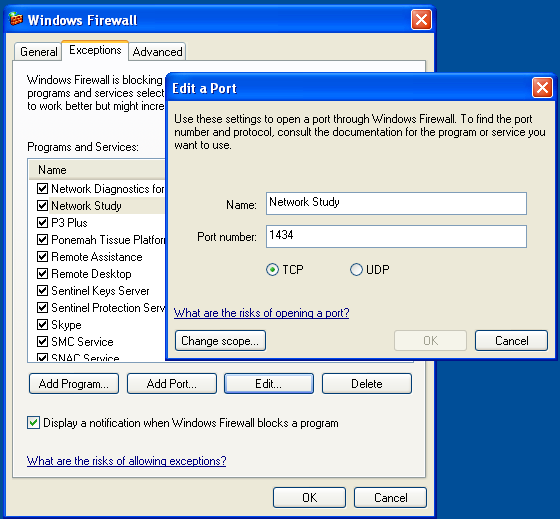 Windows Firewall
General
Exceptions
Advanced
Windows Firewall is blocking
programs and services select
to work better but might incre
Programs and Services:
Name
Network Diagnostics for
Network Study
P3 Plus
Ponemah Tissue Platfor
Remote Assistance
Remote Desktop
Sentinel Keys Server
Sentinel Protection Serv
Skype
SMC Service
SNAC Service
Add Program...
Add Port...
Edit...
Delete
Display a notification when Windows Firewall blocks a program
What are the risks of allowing exceptions?
OK
Cancel
Edit a Port
Use these settings to open a port through Windows Firewall. To find the port
number and protocol, consult the documentation for the program or service you
want to use.
Name:
Network Study
Port number:
1434
TCP
UDP
What are the risks of opening a port?
Change scope...
OK
Cancel